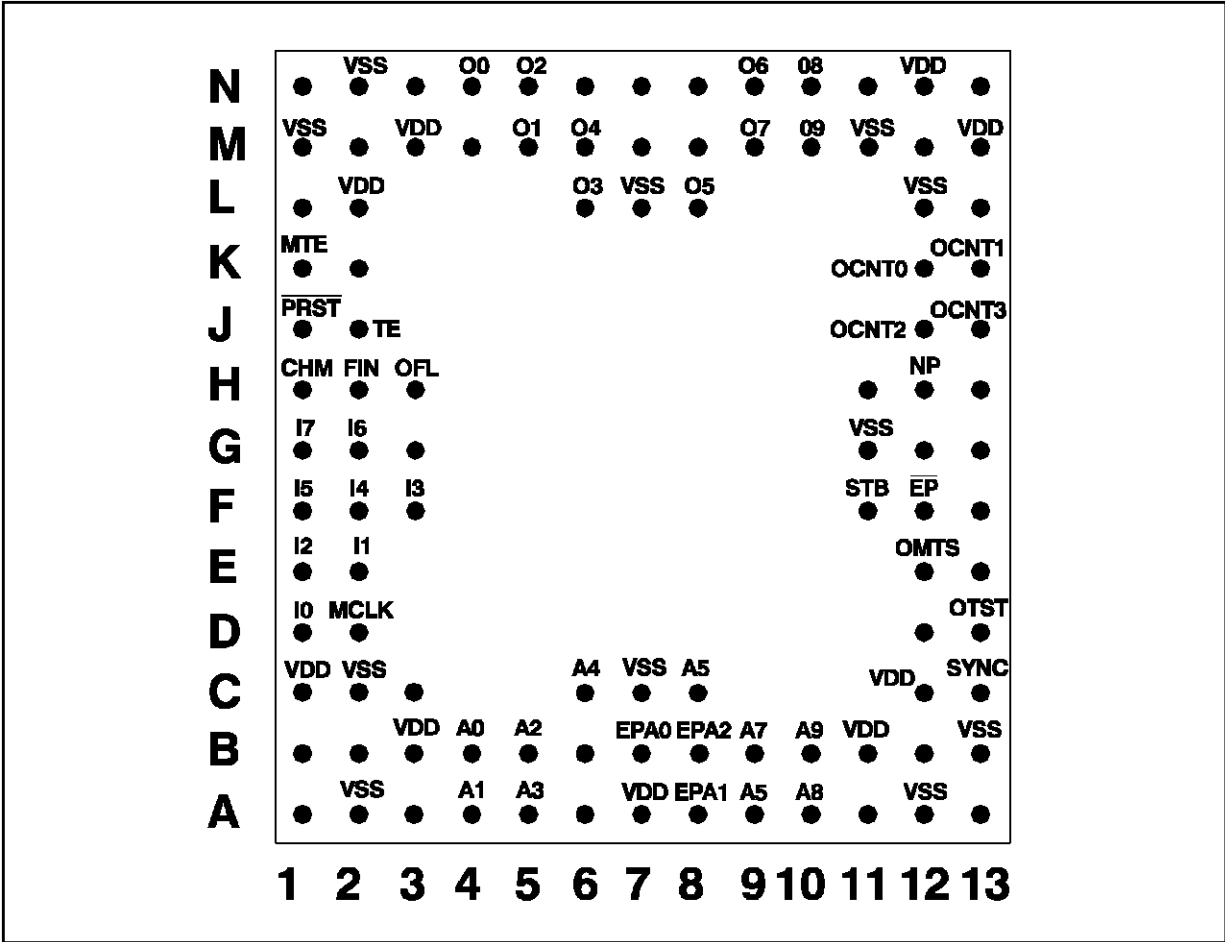 VSS O0 O2 O6 08 VDD
N
VSS VDD O1 O4 O7 09 VSS VDD
M
VDD O3 VSS O5 VSS
L
MTE OCNT1
K OCNT0
PRST OCNT3
J TE OCNT2
CHM FIN OFL NP
H
I7 I6 VSS
G
I5 I4 I3 STB EP
F
I2 I1 OMTS
E
I0 MCLK OTST
D
VDD VSS A4 VSS A5 VDD SYNC
C
VDD A0 A2 EPA0 EPA2 A7 A9 VDD VSS
B
VSS A1 A3 VDD EPA1 A5 A8 VSS
A
1 2 3 4 5 6 7 8 9 10 11 12 13